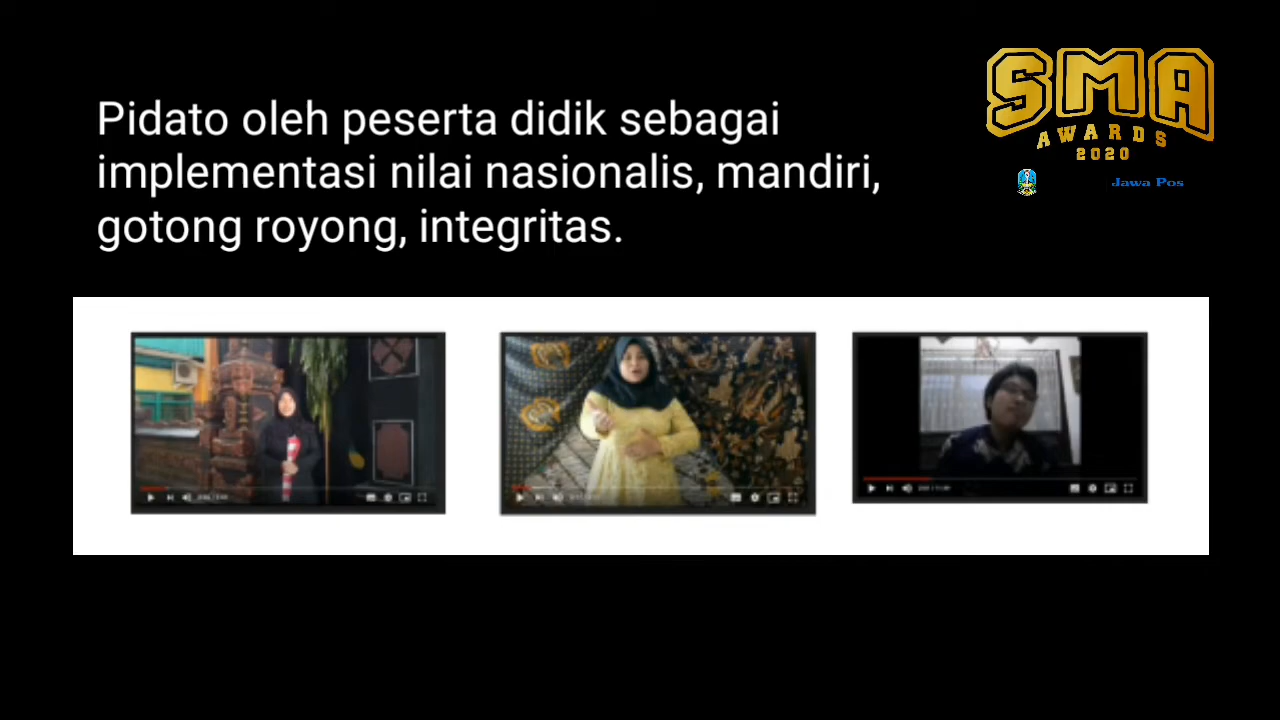 Pidato oleh peserta didik sebagai
implementasi nilai nasionalis, mandiri,
gotong royong, integritas.
SMA
AWARDS
2020
Jawa Pos